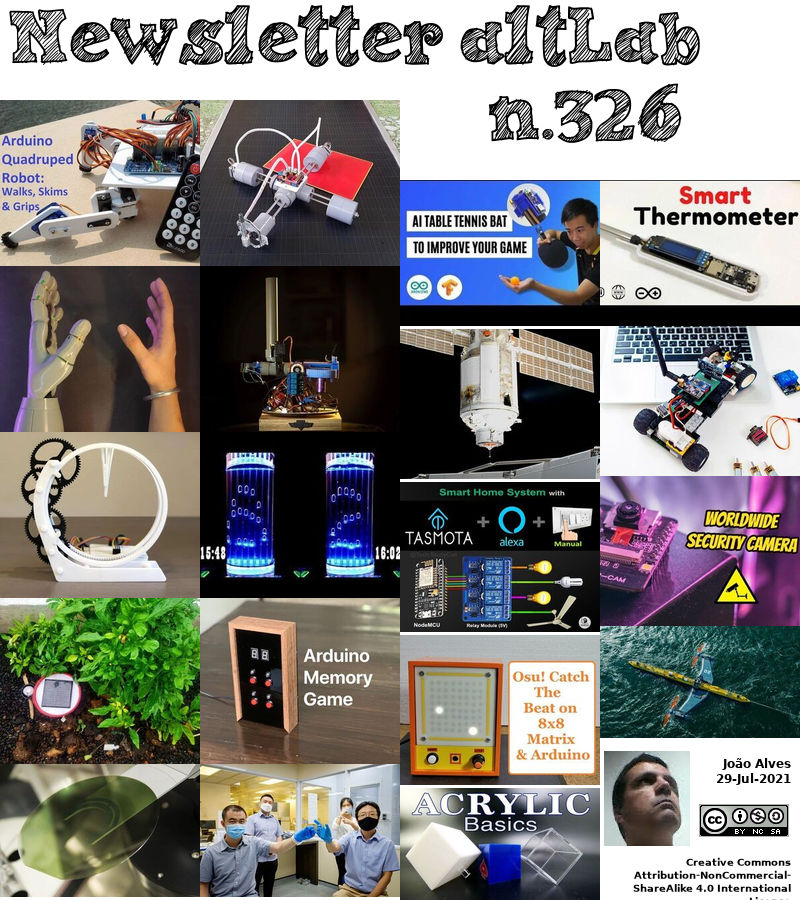 Newsletter altLab
n.326
Arduino
Quadruped
Robot:
Walks, Skims
& Grips
AI TABLE TENNIS BAT
TO IMPROVE YOUR GAME
Smart
Thermometer
15:48
16:02
Smart Home System with
TASMOTA + alexa + Manual
NodeMCU
Relay Module (5V)
WORLDWIDE
SECURITY CAMERA
-CAM
Arduino
Memory
Game
Osu! Catch
The
Beat on
8x8
Matrix
& Arduino
João Alves
29-Jul-2021
cc
BY NC SA
ACRYLIC
Basics
Creative Commons
Attribution-NonCommercial-
ShareAlike 4.0 International